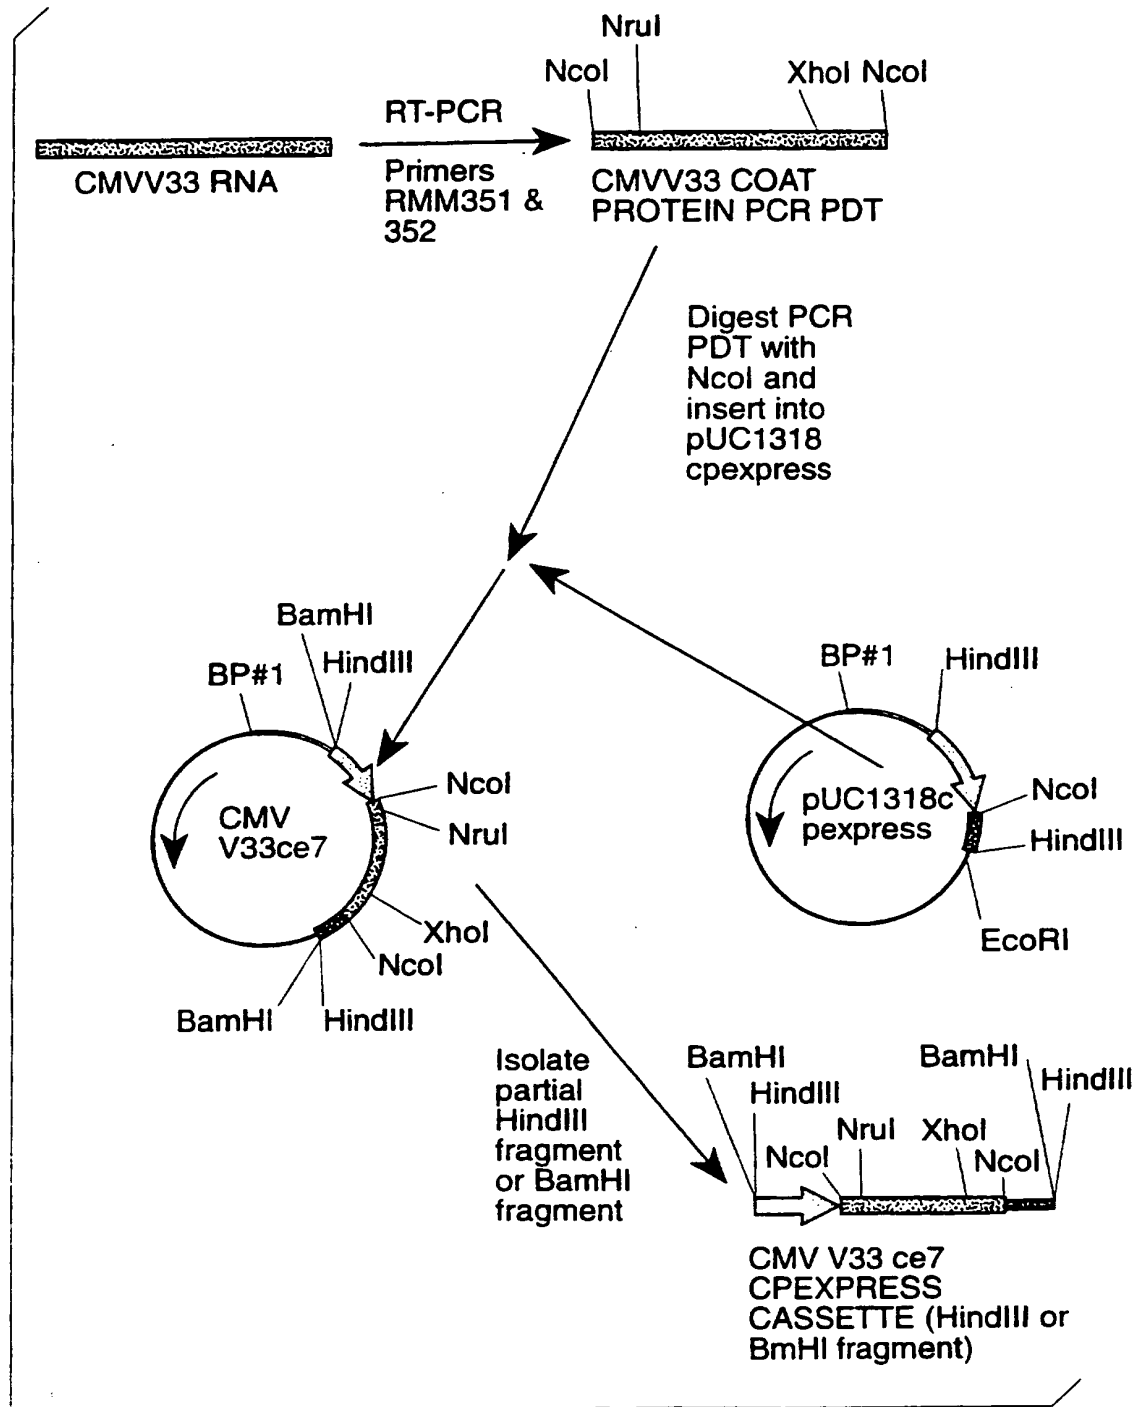 NruI
NcoI
XhoI NcoI
RT-PCR
CMVV33 RNA
Primers
RMM351 &
352
CMVV33 COAT
PROTEIN PCR PDT
Digest PCR
PDT with
NcoI and
insert into
pUC1318
cpexpress
BamHI
HindIII
BP#1
NcoI
NruI
CMV
V33ce7
XhoI
NcoI
BamHI
HindIII
BP#1
HindIII
NcoI
pUC1318c
pexpress
HindIII
EcoRI
Isolate
partial
HindIII
fragment
or BamHI
fragment
BamHI
HindIII
NcoI
NruI
XhoI
NcoI
BamHI
HindIII
CMV V33 ce7
CPEXPRESS
CASSETTE (HindIII or
BmHI fragment)